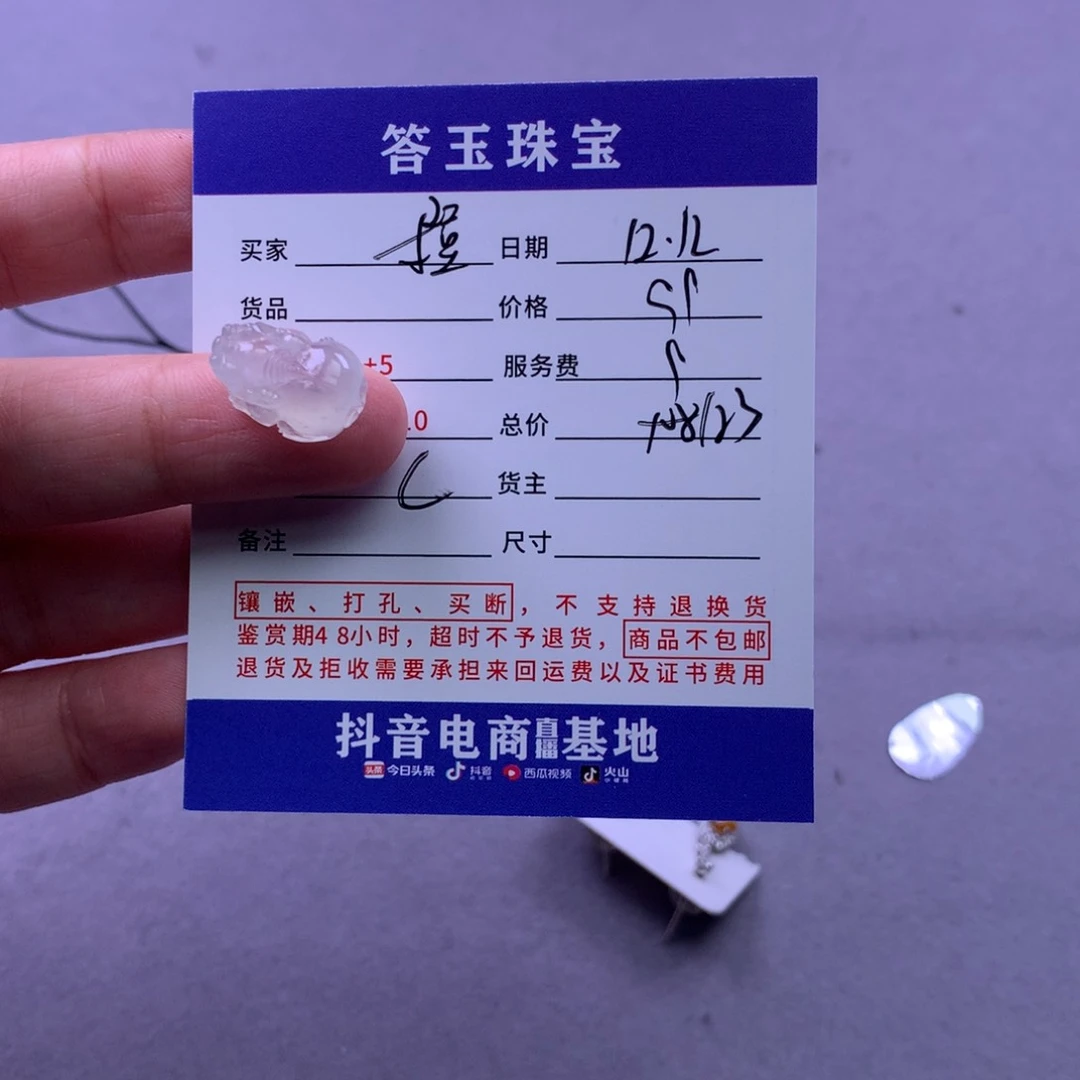 答玉珠宝
买家 日期 12.12
货品 价格
+5 服务费
.0 总价
货主
备注 尺寸
镶嵌、打孔、买断，不支持退换货
鉴赏期48小时，超时不予退货，商品不包邮
退货及拒收需要承担来回运费以及证书费用
抖音电商直播基地
头条 今日头条 抖音 西瓜视频 火山